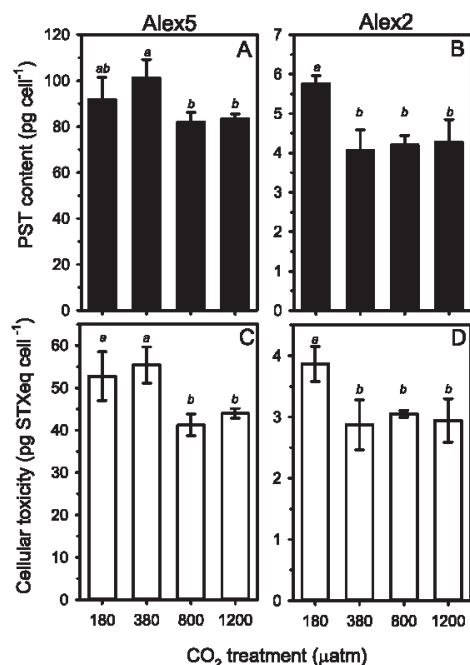 Alex5 Alex2
A B
PST content (pg cell⁻¹)
120
100
80
60
40
20
0
ab a b b
7
6
5
4
3
2
1
0
a b b b
C D
Cellular toxicity (pg STXeq cell⁻¹)
60
50
40
30
20
10
0
a a b b
4
3
2
1
0
a b b b
180 380 800 1200 180 380 800 1200
CO₂ treatment (µatm)